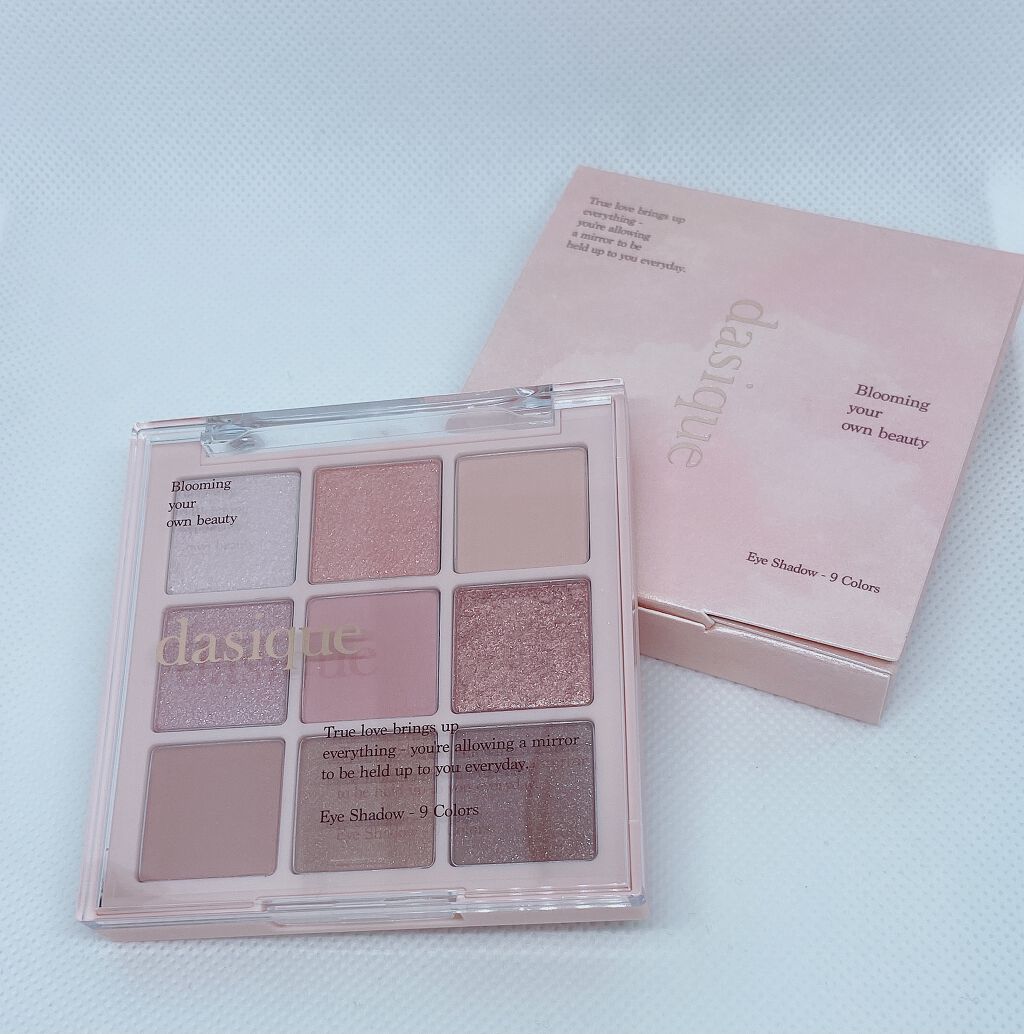 True love brings up
everything -
you're allowing
a mirror to be
held up to you everyday.
dasique
Blooming
your
own beauty
Eye Shadow - 9 Colors
Blooming
your
own beauty
dasique
True love brings up
everything - you're allowing a mirror
to be held up to you everyday.
Eye Shadow - 9 Colors